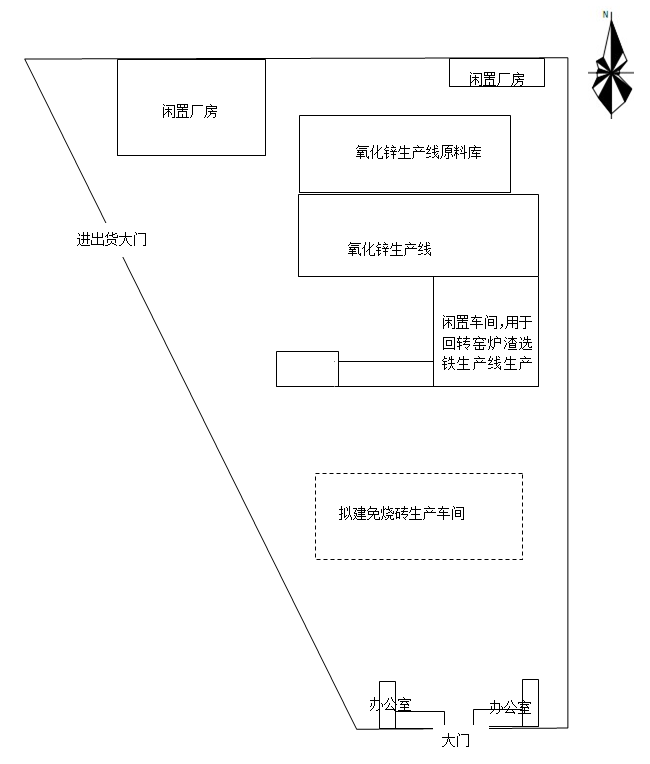 N
闲置厂房
闲置厂房
氧化锌生产线原料库
进出货大门
氧化锌生产线
闲置车间，用于
回转窑炉渣选
铁生产线生产
拟建免烧砖生产车间
办公室
办公室
大门